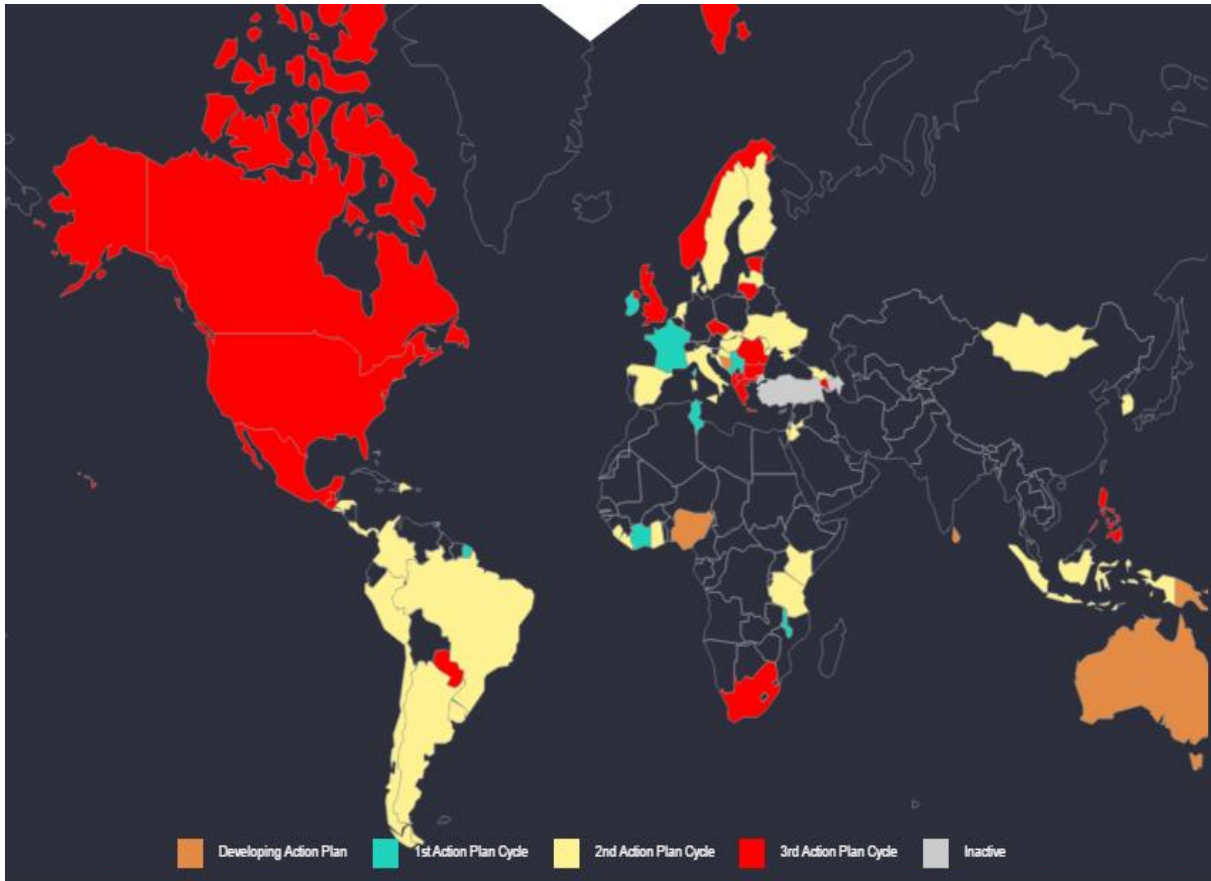 Developing Action Plan
1st Action Plan Cycle
2nd Action Plan Cycle
3rd Action Plan Cycle
Inactive